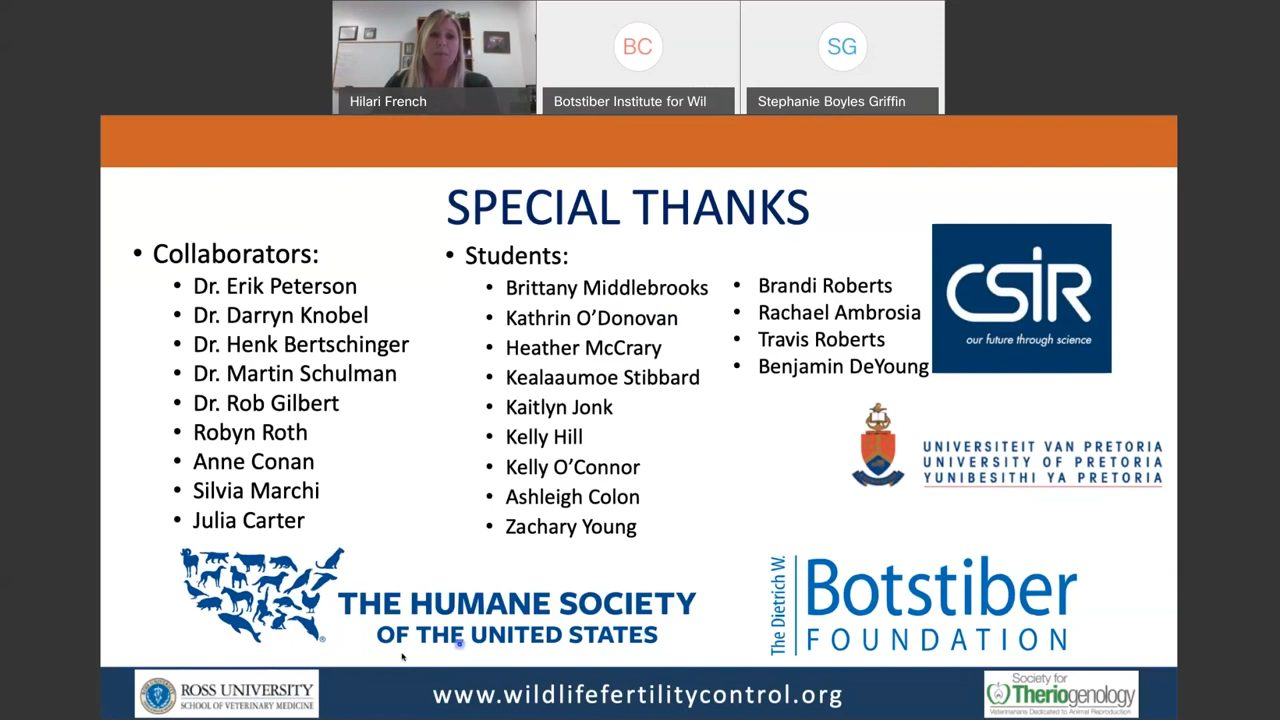 BC
SG
Hilari French
Botstiber Institute for Wil
Stephanie Boyles Griffin
SPECIAL THANKS
• Collaborators:
• Dr. Erik Peterson
• Dr. Darryn Knobel
• Dr. Henk Bertschinger
• Dr. Martin Schulman
• Dr. Rob Gilbert
• Robyn Roth
• Anne Conan
• Silvia Marchi
• Julia Carter
• Students:
• Brittany Middlebrooks
• Kathrin O’Donovan
• Heather McCrary
• Kealaaumoe Stibbard
• Kaitlyn Jonk
• Kelly Hill
• Kelly O’Connor
• Ashleigh Colon
• Zachary Young
• Brandi Roberts
• Rachael Ambrosia
• Travis Roberts
• Benjamin DeYoung
CSIR
our future through science
UNIVERSITEIT VAN PRETORIA
UNIVERSITY OF PRETORIA
YUNIBESITHI YA PRETORIA
THE HUMANE SOCIETY
OF THE UNITED STATES®
The Dietrich W.
Botstiber
FOUNDATION
ROSS UNIVERSITY
SCHOOL OF VETERINARY MEDICINE
www.wildlifefertilitycontrol.org
Society for
Theriogenology
Veterinarians Dedicated to Animal Reproduction